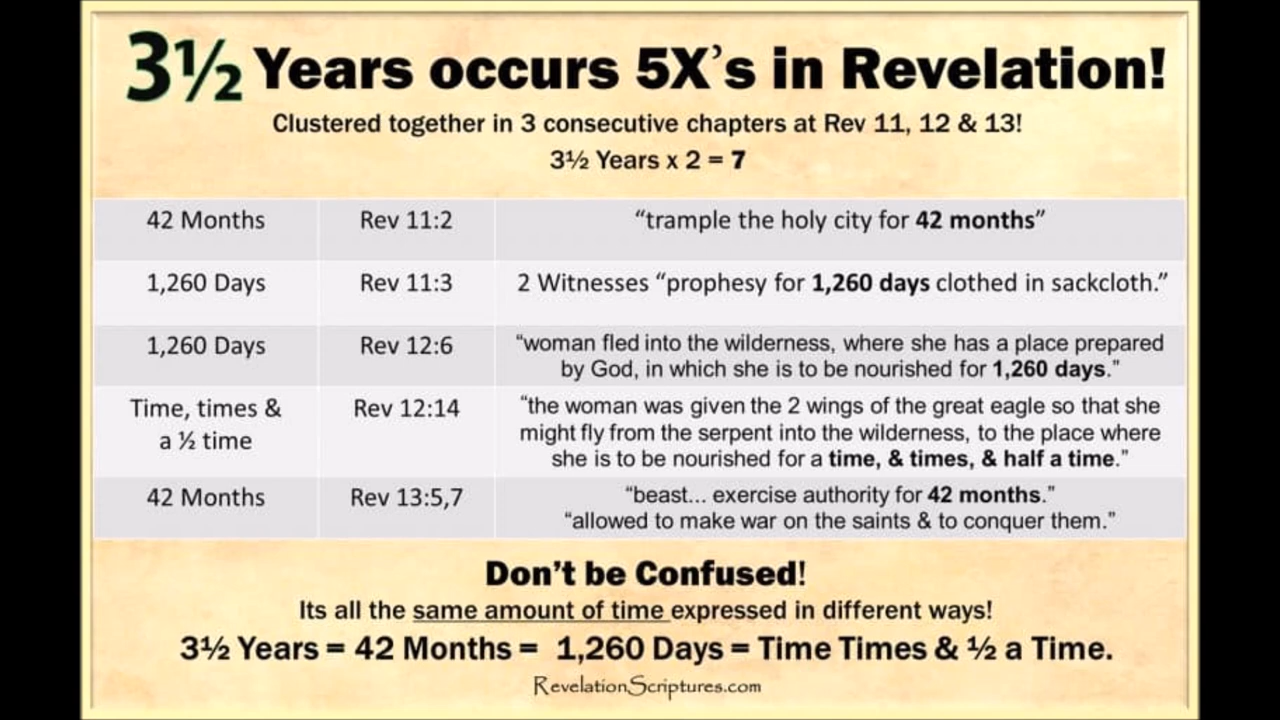 3½ Years occurs 5X's in Revelation!
Clustered together in 3 consecutive chapters at Rev 11, 12 & 13!
3½ Years x 2 = 7
42 Months Rev 11:2 “trample the holy city for 42 months”
1,260 Days Rev 11:3 2 Witnesses “prophesy for 1,260 days clothed in sackcloth.”
1,260 Days Rev 12:6 “woman fled into the wilderness, where she has a place prepared
by God, in which she is to be nourished for 1,260 days.”
Time, times & Rev 12:14 “the woman was given the 2 wings of the great eagle so that she
a ½ time might fly from the serpent into the wilderness, to the place where
she is to be nourished for a time, & times, & half a time.”
42 Months Rev 13:5,7 “beast... exercise authority for 42 months.”
“allowed to make war on the saints & to conquer them.”
Don't be Confused!
Its all the same amount of time expressed in different ways!
3½ Years = 42 Months = 1,260 Days = Time Times & ½ a Time.
RevelationScriptures.com